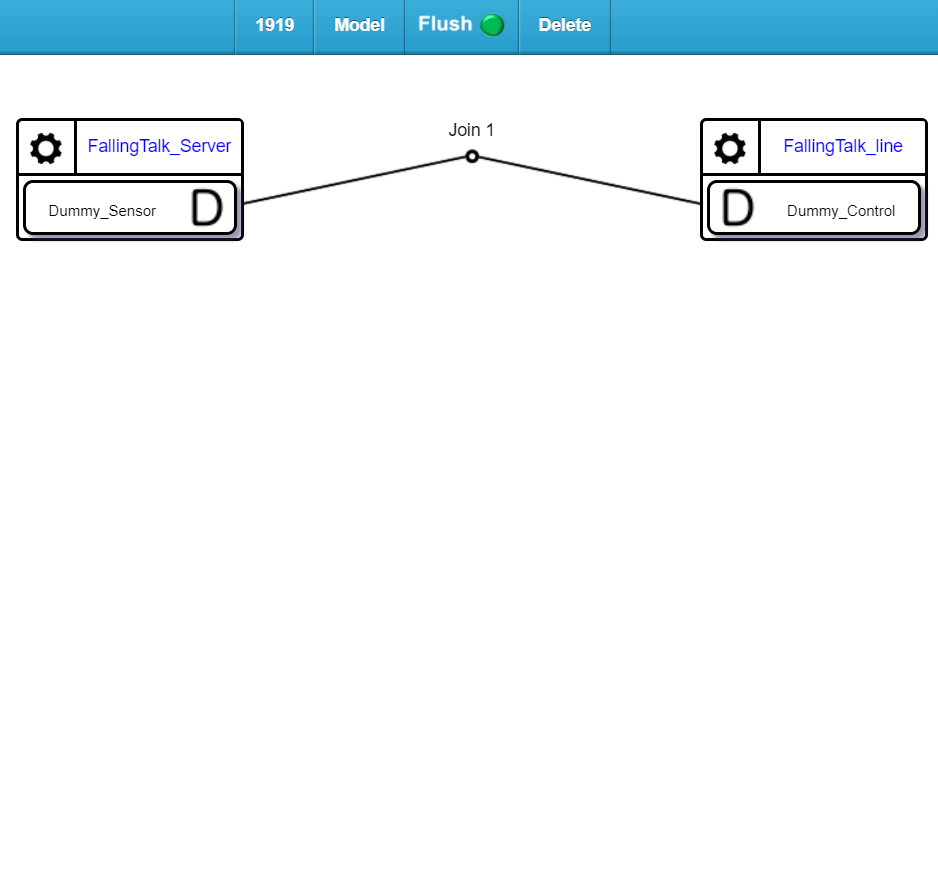 1919 Model Flush Delete
Join 1
FallingTalk_Server
Dummy_Sensor D
FallingTalk_line
D Dummy_Control